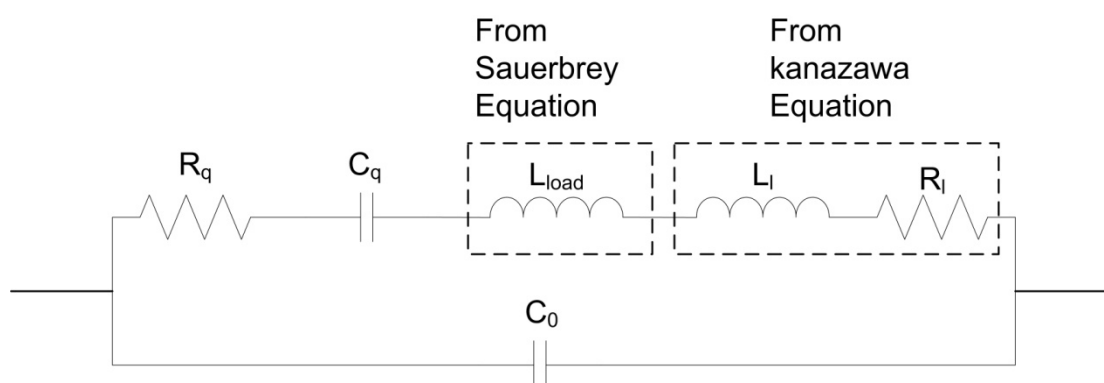 From
Sauerbrey
Equation
From
kanazawa
Equation
R_q
C_q
L_load
L_l
R_l
C_0